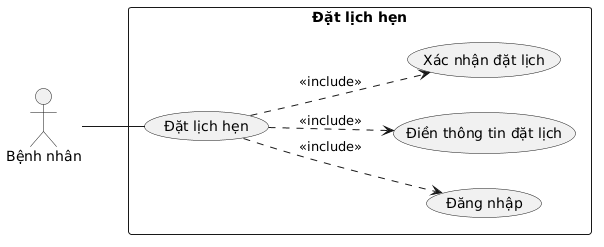 Đặt lịch hẹn
Xác nhận đặt lịch
«include»
Điền thông tin đặt lịch
«include»
Đặt lịch hẹn
«include»
Bệnh nhân
Đăng nhập